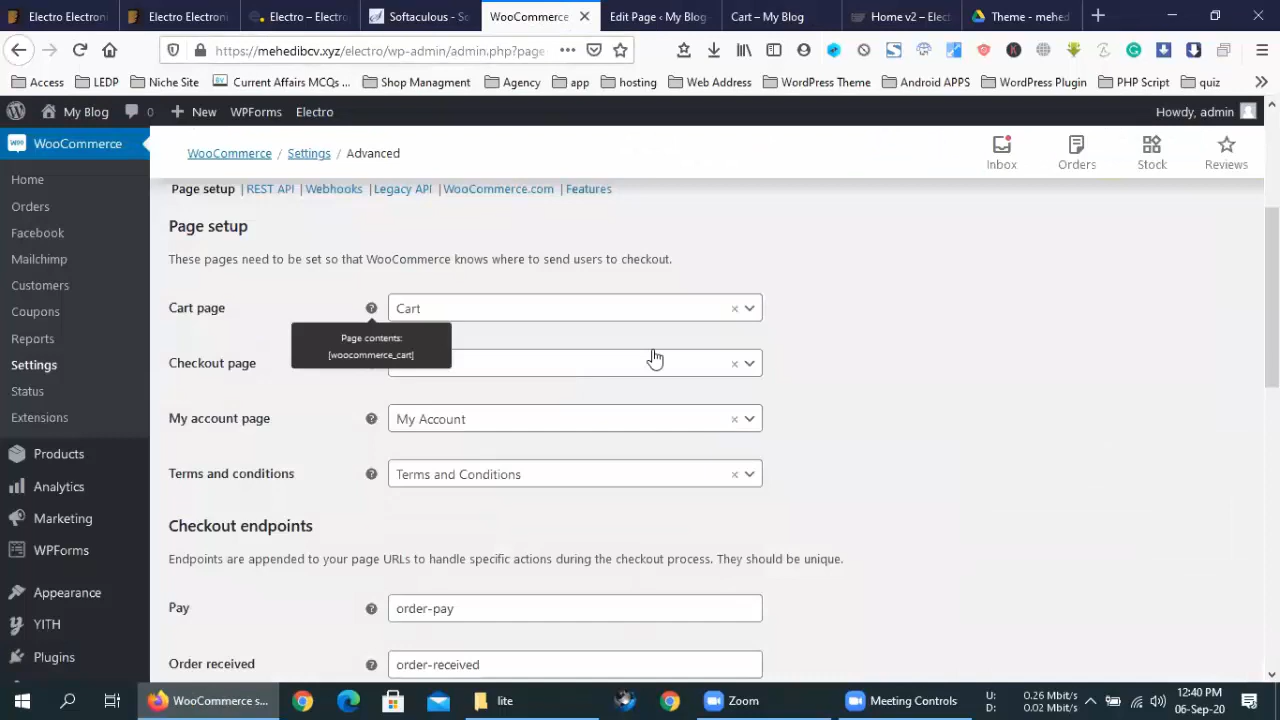 Electro Electroni
Electro Electroni
Electro – Electro
Softaculous - So
WooCommerce
Edit Page ‹ My Blog
Cart – My Blog
Home v2 – Elect
Theme - mehed
https://mehedibcv.xyz/electro/wp-admin/admin.php?page
Access
LEDP
Niche Site
Current Affairs MCQs ...
Shop Managment
Agency
app
hosting
Web Address
WordPress Theme
Android APPS
WordPress Plugin
PHP Script
quiz
My Blog
0
New
WPForms
Electro
Howdy, admin
WooCommerce
WooCommerce / Settings / Advanced
Inbox
Orders
Stock
Reviews
Home
Orders
Facebook
Mailchimp
Customers
Coupons
Reports
Settings
Status
Extensions
Products
Analytics
Marketing
WPForms
Appearance
YITH
Plugins
Page setup | REST API | Webhooks | Legacy API | WooCommerce.com | Features
Page setup
These pages need to be set so that WooCommerce knows where to send users to checkout.
Cart page
Cart
Page contents:
[woocommerce_cart]
Checkout page
My account page
My Account
Terms and conditions
Terms and Conditions
Checkout endpoints
Endpoints are appended to your page URLs to handle specific actions during the checkout process. They should be unique.
Pay
order-pay
Order received
order-received
WooCommerce s...
lite
Zoom
Meeting Controls
U: 0.26 Mbit/s
D: 0.02 Mbit/s
12:40 PM
06-Sep-20